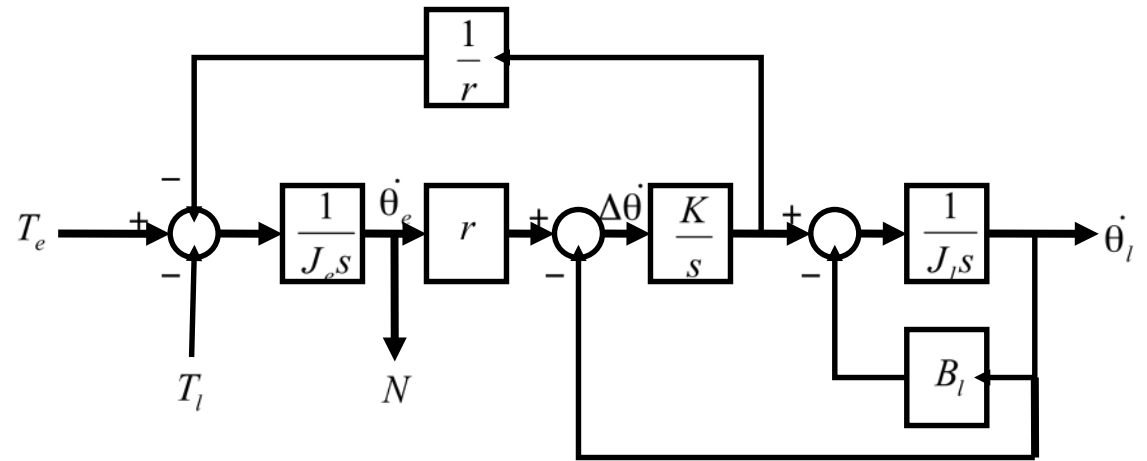 1
r
−
T_e + 1 θ̇_e r + Δθ̇ K + 1 θ̇_l
J_e s s J_l s
− − −
T_l N B_l